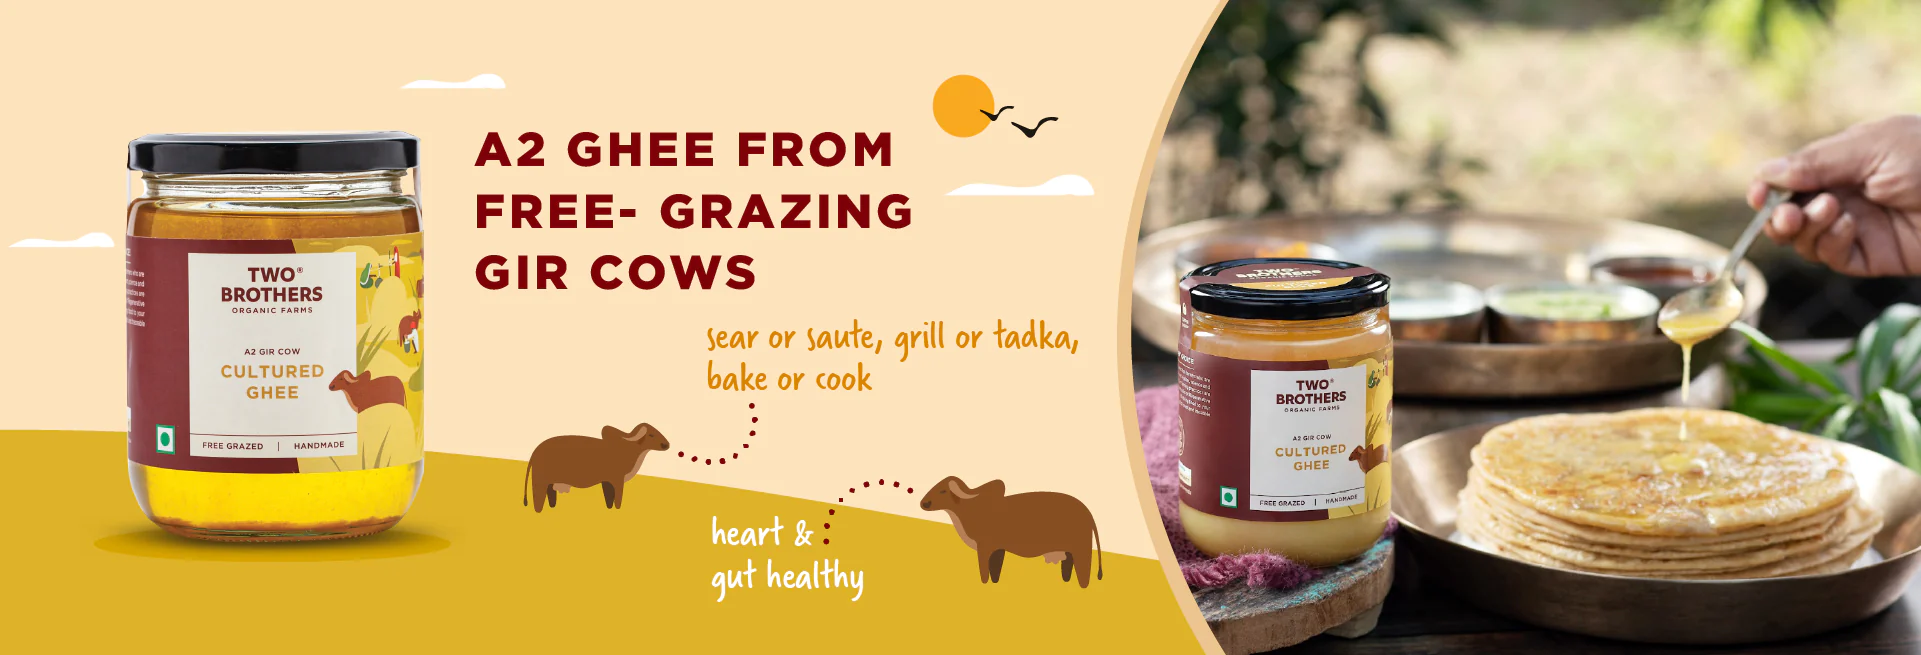 A2 GHEE FROM
FREE- GRAZING
GIR COWS
sear or saute, grill or tadka,
bake or cook
heart &
gut healthy
TWO®
BROTHERS
ORGANIC FARMS
A2 GIR COW
CULTURED
GHEE
FREE GRAZED | HANDMADE
TWO
BROTHERS
TWO®
BROTHERS
ORGANIC FARMS
A2 GIR COW
CULTURED
GHEE
FREE GRAZED | HANDMADE